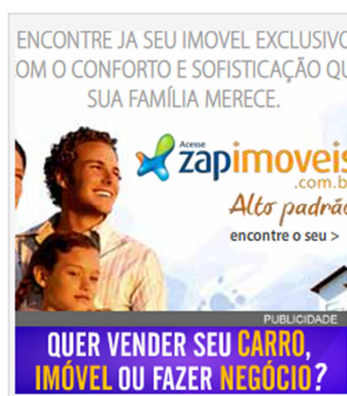 ENCONTRE JA SEU IMOVEL EXCLUSIVO
OM O CONFORTO E SOFISTICAÇÃO QU
SUA FAMÍLIA MERECE.
Acesse
zapimoveis
.com.b
Alto padrão
encontre o seu >
PUBLICIDADE
QUER VENDER SEU CARRO,
IMÓVEL OU FAZER NEGÓCIO?